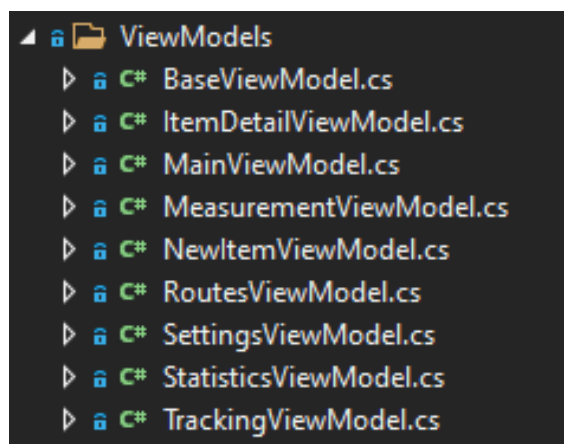 ViewModels
C# BaseViewModel.cs
C# ItemDetailViewModel.cs
C# MainViewModel.cs
C# MeasurementViewModel.cs
C# NewItemViewModel.cs
C# RoutesViewModel.cs
C# SettingsViewModel.cs
C# StatisticsViewModel.cs
C# TrackingViewModel.cs